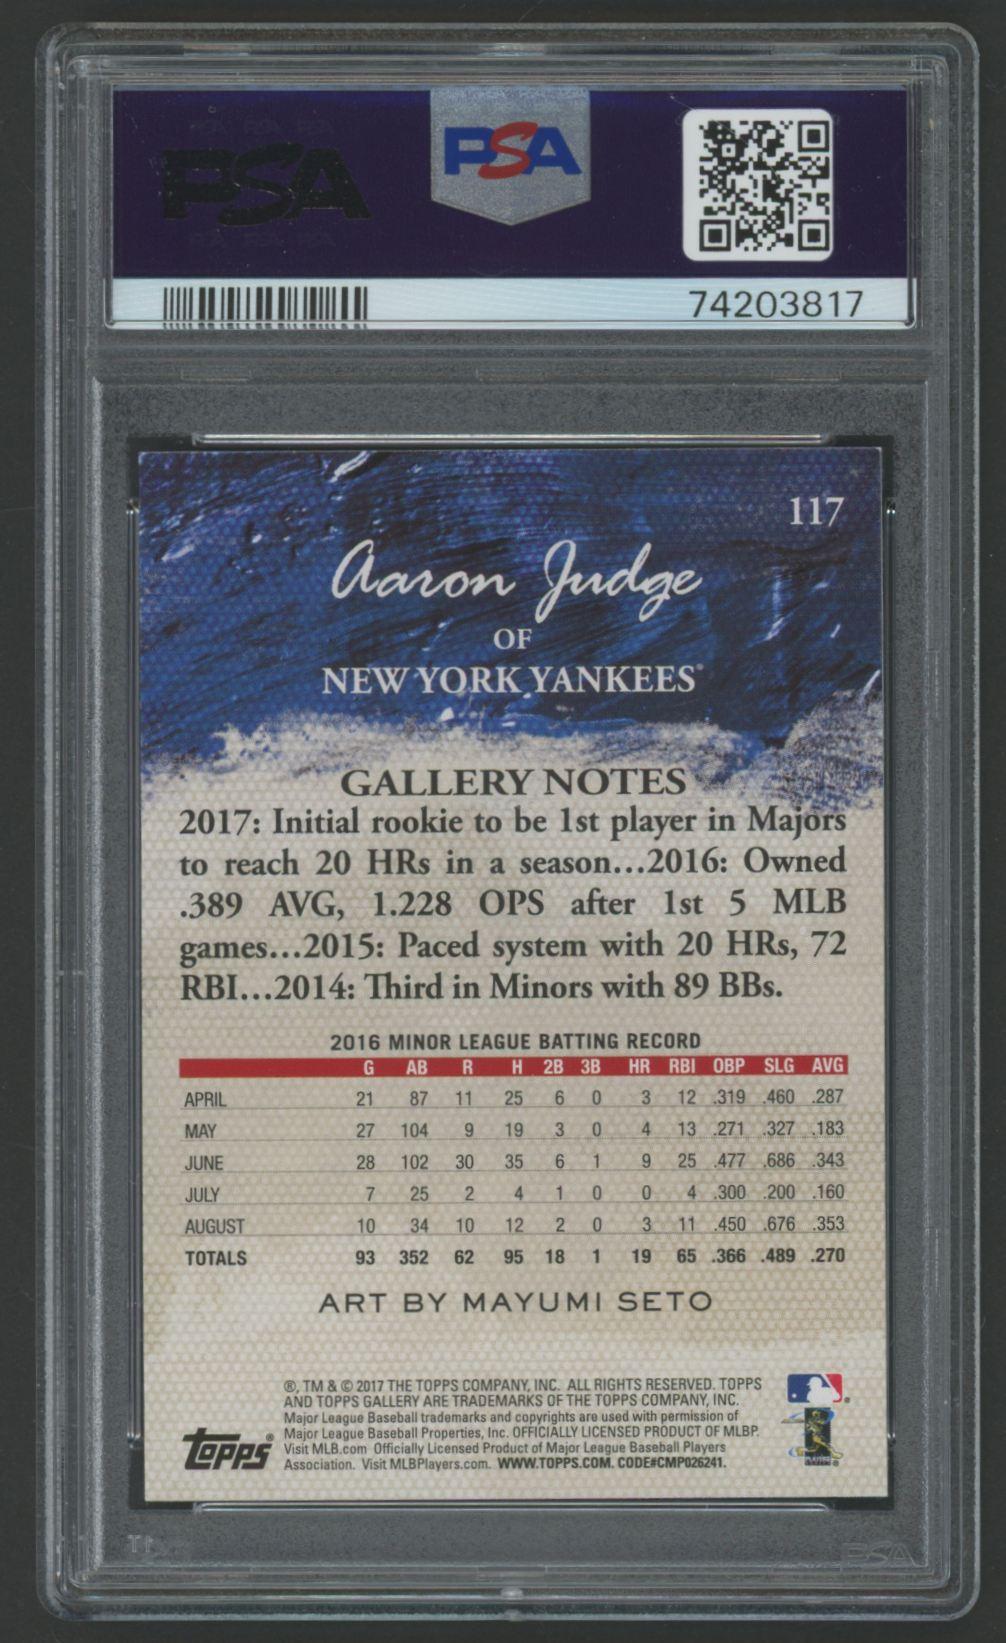 PSA
PSA
74203817
117
Aaron Judge
OF
NEW YORK YANKEES®
GALLERY NOTES
2017: Initial rookie to be 1st player in Majors
to reach 20 HRs in a season...2016: Owned
.389 AVG, 1.228 OPS after 1st 5 MLB
games...2015: Paced system with 20 HRs, 72
RBI...2014: Third in Minors with 89 BBs.
2016 MINOR LEAGUE BATTING RECORD
G AB R H 2B 3B HR RBI OBP SLG AVG
APRIL 21 87 11 25 6 0 3 12 .319 .460 .287
MAY 27 104 9 19 3 0 4 13 .271 .327 .183
JUNE 28 102 30 35 6 1 9 25 .477 .686 .343
JULY 7 25 2 4 1 0 0 4 .300 .200 .160
AUGUST 10 34 10 12 2 0 3 11 .450 .676 .353
TOTALS 93 352 62 95 18 1 19 65 .366 .489 .270
ART BY MAYUMI SETO
®, TM & © 2017 THE TOPPS COMPANY, INC. ALL RIGHTS RESERVED. TOPPS
AND TOPPS GALLERY ARE TRADEMARKS OF THE TOPPS COMPANY, INC.
Major League Baseball trademarks and copyrights are used with permission of
Major League Baseball Properties, Inc. OFFICIALLY LICENSED PRODUCT OF MLBP.
Visit MLB.com Officially Licensed Product of Major League Baseball Players
Association. Visit MLBPlayers.com. WWW.TOPPS.COM. CODE#CMP026241.
Topps®
PSA